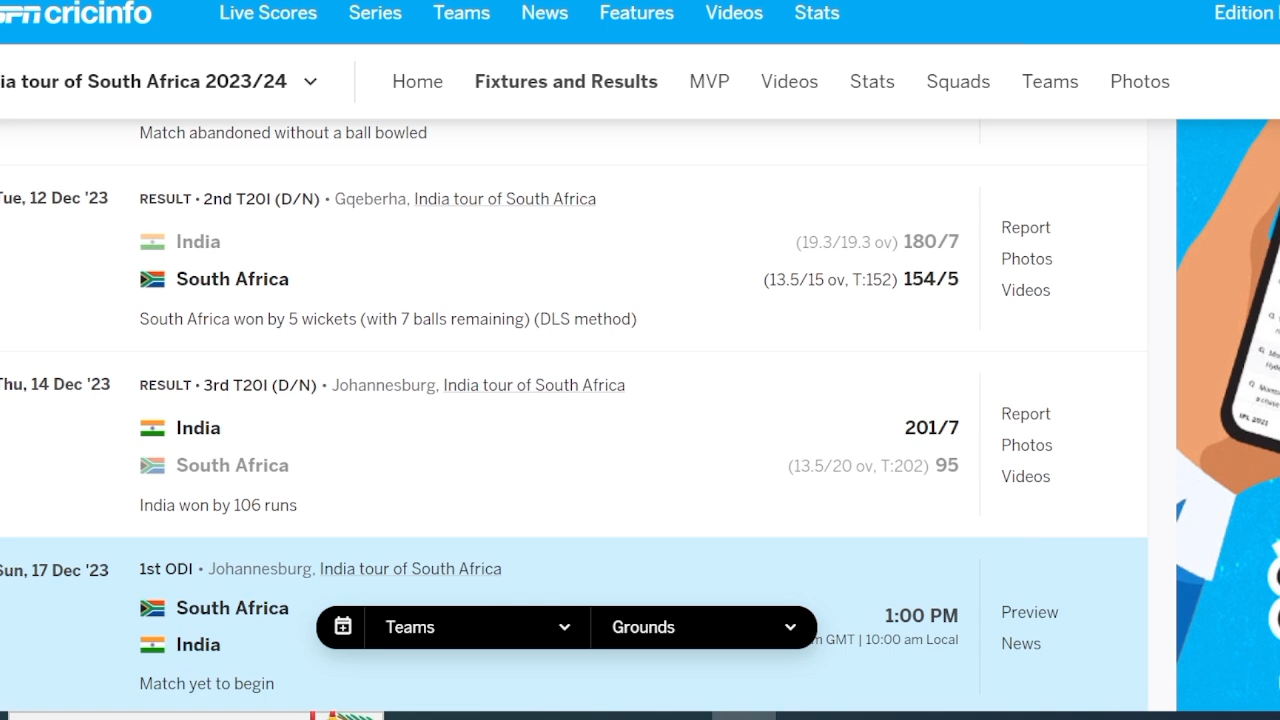 cricinfo Live Scores Series Teams News Features Videos Stats Edition
tour of South Africa 2023/24 Home Fixtures and Results MVP Videos Stats Squads Teams Photos
Match abandoned without a ball bowled
Tue, 12 Dec '23 RESULT • 2nd T20I (D/N) • Gqeberha, India tour of South Africa
Report
India (19.3/19.3 ov) 180/7
Photos
South Africa (13.5/15 ov, T:152) 154/5
Videos
South Africa won by 5 wickets (with 7 balls remaining) (DLS method)
Thu, 14 Dec '23 RESULT • 3rd T20I (D/N) • Johannesburg, India tour of South Africa
Report
India 201/7
Photos
South Africa (13.5/20 ov, T:202) 95
Videos
India won by 106 runs
Sun, 17 Dec '23 1st ODI • Johannesburg, India tour of South Africa
South Africa 1:00 PM Preview
Teams Grounds
India GMT | 10:00 am Local News
Match yet to begin
IPL 2021